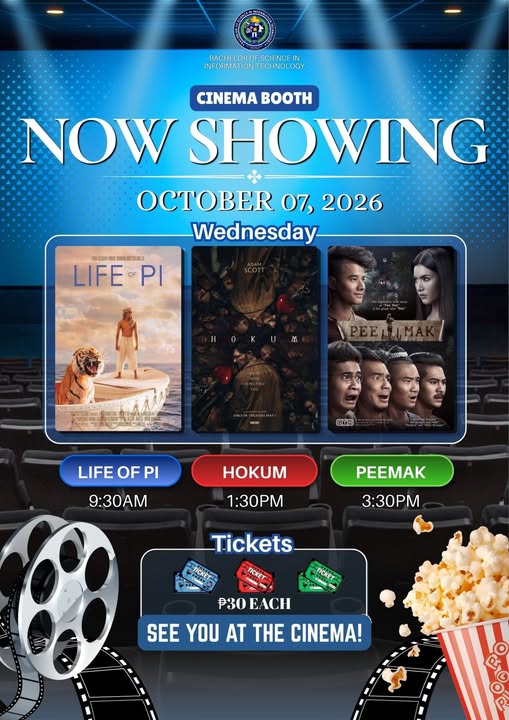 BACHELOR OF SCIENCE IN
INFORMATION TECHNOLOGY
CINEMA BOOTH
NOW SHOWING
OCTOBER 07, 2026
Wednesday
LIFE OF PI
ADAM
SCOTT
HOKUM
PEE MAK
LIFE OF PI
HOKUM
PEEMAK
9:30AM
1:30PM
3:30PM
Tickets
TICKET
TICKET
TICKET
₱30 EACH
SEE YOU AT THE CINEMA!